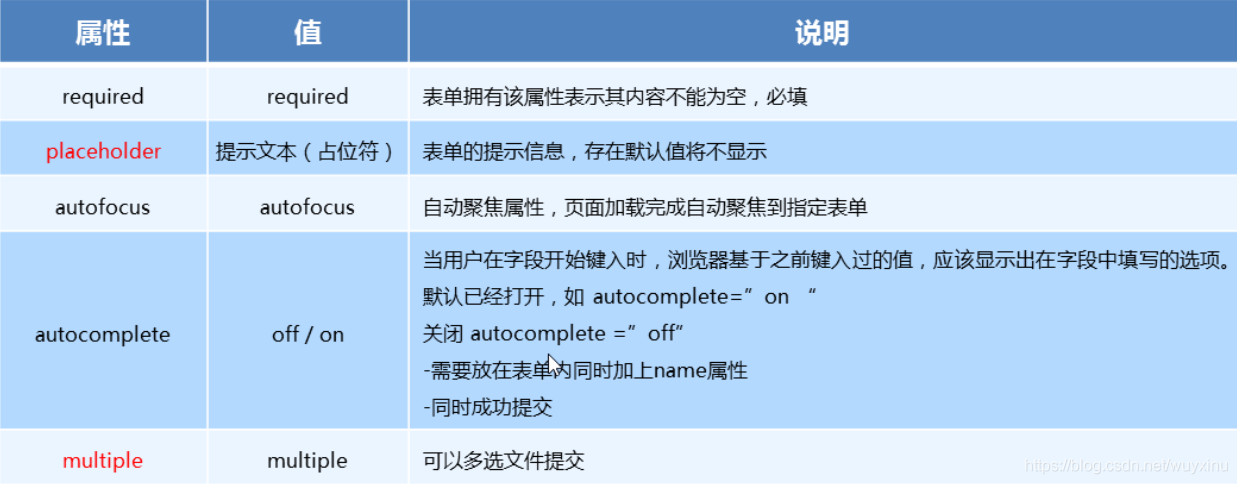 属性 值 说明
required required 表单拥有该属性表示其内容不能为空，必填
placeholder 提示文本（占位符） 表单的提示信息，存在默认值将不显示
autofocus autofocus 自动聚焦属性，页面加载完成自动聚焦到指定表单
autocomplete off / on 当用户在字段开始键入时，浏览器基于之前键入过的值，应该显示出在字段中填写的选项。
默认已经打开，如 autocomplete=”on “
关闭 autocomplete =”off”
-需要放在表单内同时加上name属性
-同时成功提交
multiple multiple 可以多选文件提交
https://blog.csdn.net/wuyxinu